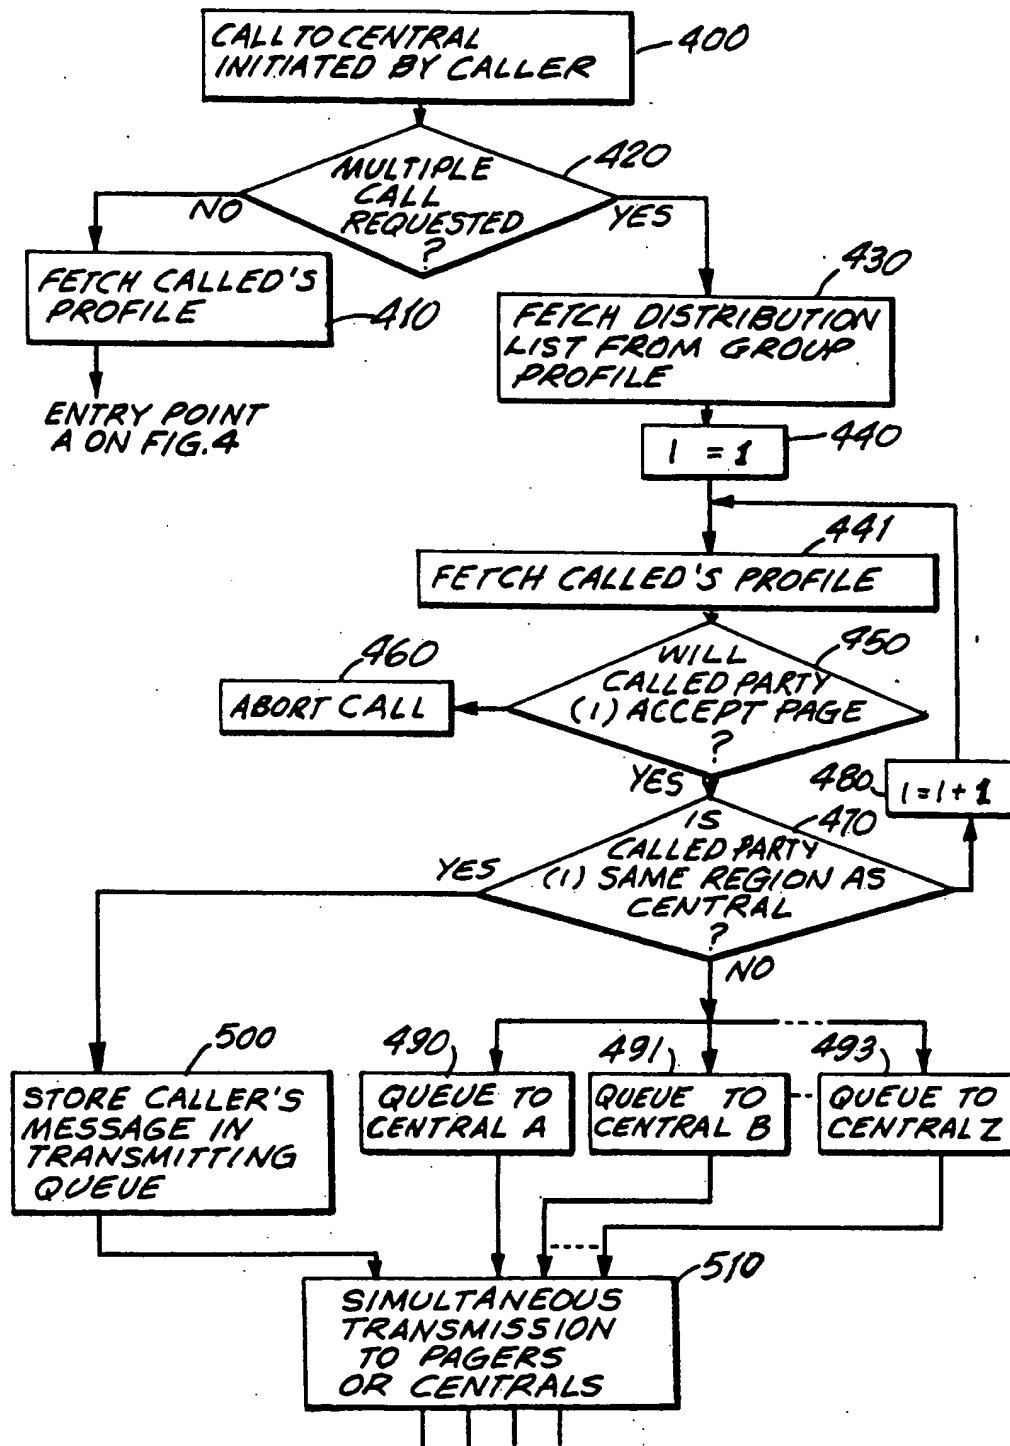 CALL TO CENTRAL
INITIATED BY CALLER
400
MULTIPLE
CALL
REQUESTED
?
420
NO
YES
FETCH CALLED'S
PROFILE
410
ENTRY POINT
A ON FIG.4
430
FETCH DISTRIBUTION
LIST FROM GROUP
PROFILE
440
I = 1
441
FETCH CALLED'S PROFILE
450
WILL
CALLED PARTY
(I) ACCEPT PAGE
?
460
ABORT CALL
YES
480
I=I+1
470
IS
CALLED PARTY
(I) SAME REGION AS
CENTRAL
?
YES
NO
500
STORE CALLER'S
MESSAGE IN
TRANSMITTING
QUEUE
490
QUEUE TO
CENTRAL A
491
QUEUE TO
CENTRAL B
493
QUEUE TO
CENTRAL Z
510
SIMULTANEOUS
TRANSMISSION
TO PAGERS
OR CENTRALS